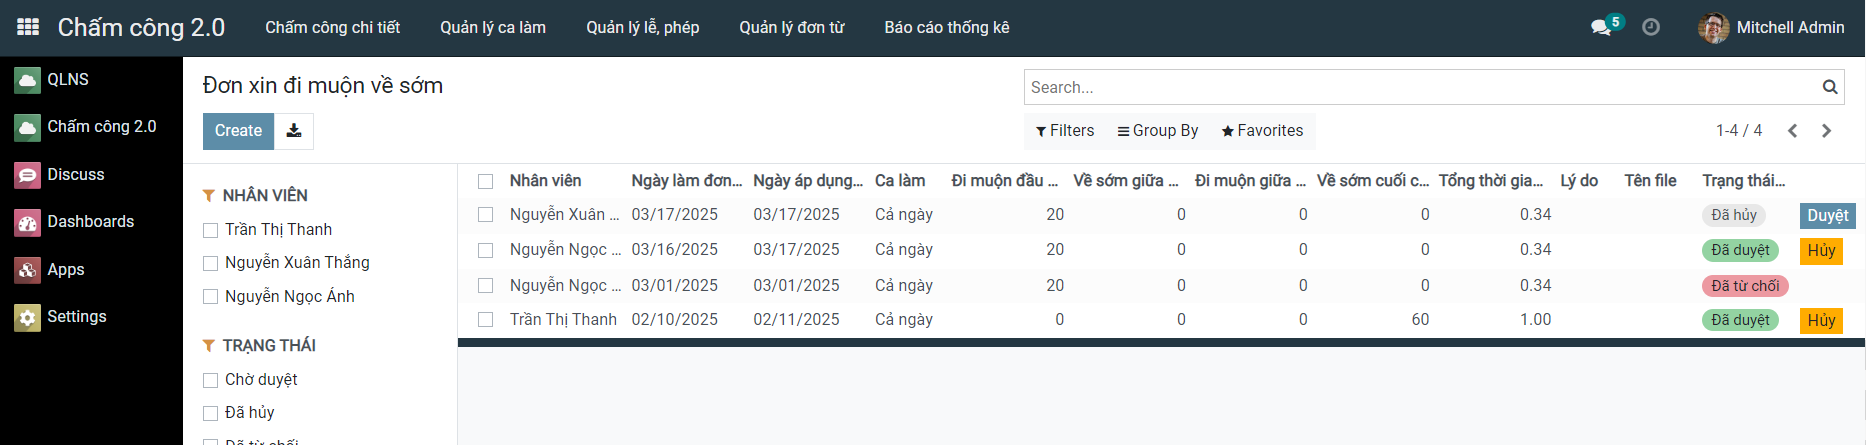 Chấm công 2.0 Chấm công chi tiết Quản lý ca làm Quản lý lễ, phép Quản lý đơn từ Báo cáo thống kê 5 Mitchell Admin
QLNS
Chấm công 2.0
Discuss
Dashboards
Apps
Settings
Đơn xin đi muộn về sớm
Search...
Create
Filters Group By Favorites 1-4 / 4
NHÂN VIÊN
Trần Thị Thanh
Nguyễn Xuân Thắng
Nguyễn Ngọc Ánh
TRẠNG THÁI
Chờ duyệt
Đã hủy
Đã từ chối
Nhân viên Ngày làm đơn... Ngày áp dụng... Ca làm Đi muộn đầu ... Về sớm giữa ... Đi muộn giữa ... Về sớm cuối c... Tổng thời gia... Lý do Tên file Trạng thái...
Nguyễn Xuân ... 03/17/2025 03/17/2025 Cả ngày 20 0 0 0 0.34 Đã hủy Duyệt
Nguyễn Ngọc ... 03/16/2025 03/17/2025 Cả ngày 20 0 0 0 0.34 Đã duyệt Hủy
Nguyễn Ngọc ... 03/01/2025 03/01/2025 Cả ngày 20 0 0 0 0.34 Đã từ chối
Trần Thị Thanh 02/10/2025 02/11/2025 Cả ngày 0 0 0 60 1.00 Đã duyệt Hủy